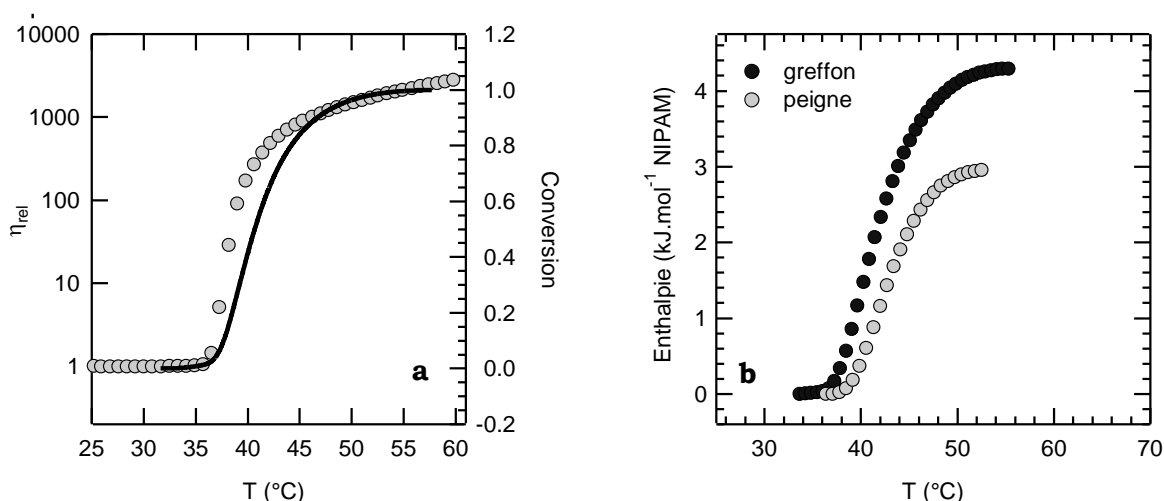 10000
1000
100
10
1
η_rel
1.2
1.0
0.8
0.6
0.4
0.2
0.0
-0.2
Conversion
a
25 30 35 40 45 50 55 60
T (°C)
greffon
peigne
4
3
2
1
0
Enthalpie (kJ.mol⁻¹ NIPAM)
b
30 40 50 60 70
T (°C)